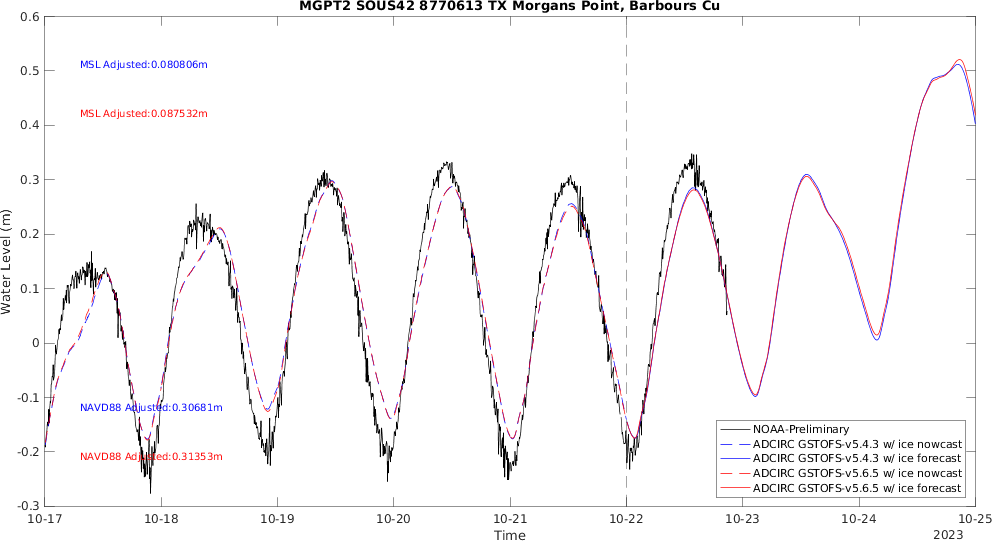 MGPT2 SOUS42 8770613 TX Morgans Point, Barbours Cu
0.6
0.5
0.4
0.3
0.2
0.1
0
-0.1
-0.2
-0.3
Water Level (m)
MSL Adjusted:0.080806m
MSL Adjusted:0.087532m
NAVD88 Adjusted:0.30681m
NAVD88 Adjusted:0.31353m
NOAA-Preliminary
ADCIRC GSTOFS-v5.4.3 w/ ice nowcast
ADCIRC GSTOFS-v5.4.3 w/ ice forecast
ADCIRC GSTOFS-v5.6.5 w/ ice nowcast
ADCIRC GSTOFS-v5.6.5 w/ ice forecast
10-17 10-18 10-19 10-20 10-21 10-22 10-23 10-24 10-25
Time
2023